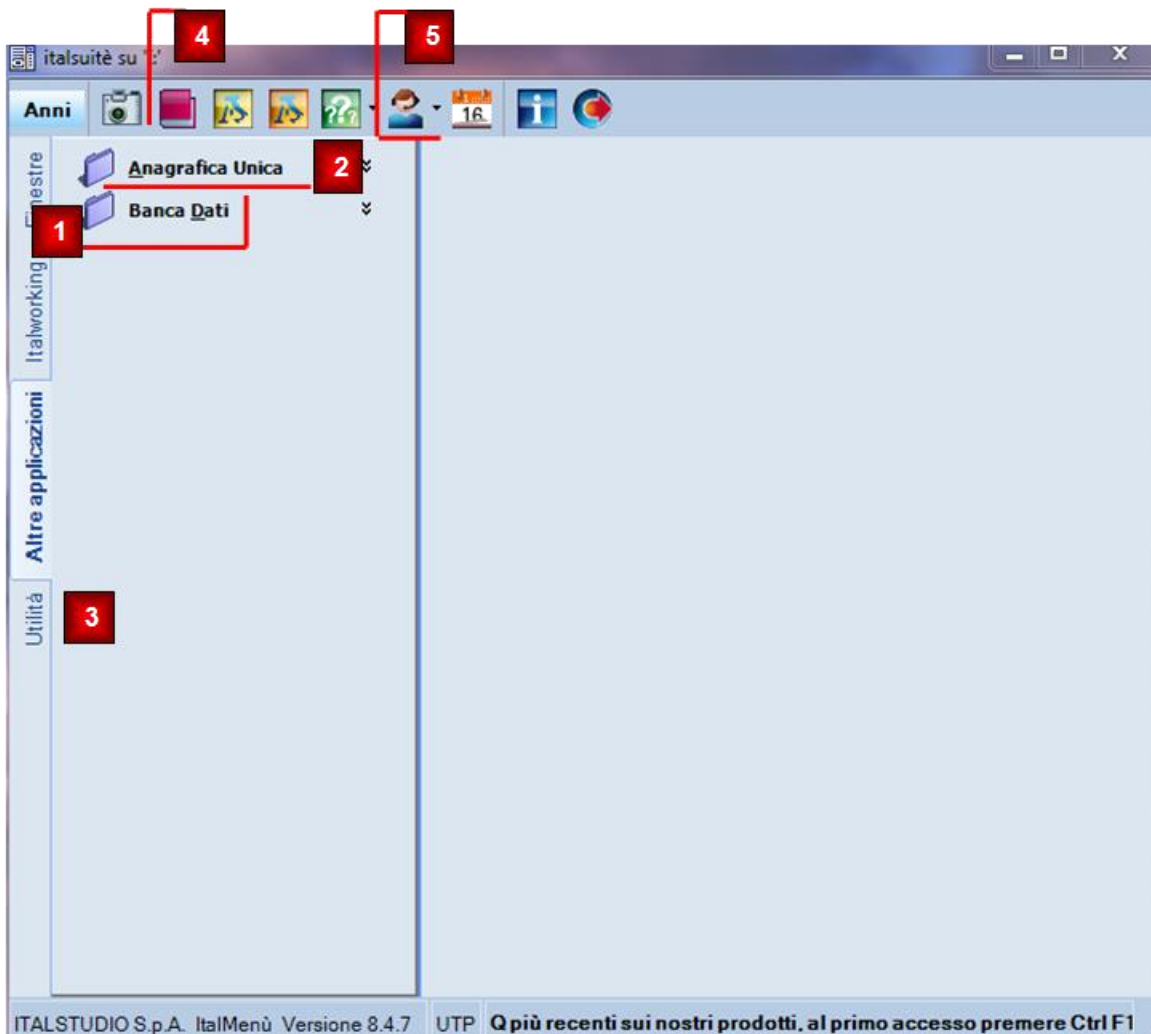 4
5
italsuitè su
Anni
???
16
i
Anagrafica Unica
2
Banca Dati
1
Italworking
Altre applicazioni
Utilità
3
ITALSTUDIO S.p.A. ItalMenù Versione 8.4.7
UTP
Q più recenti sui nostri prodotti, al primo accesso premere Ctrl F1